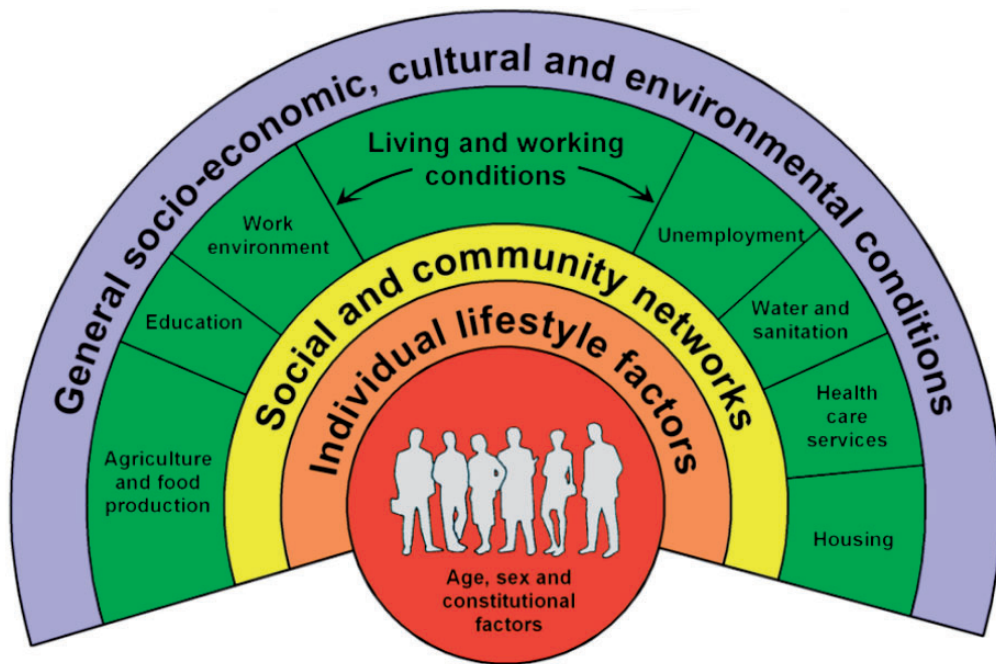 General socio-economic, cultural and environmental conditions
Living and working
conditions
Work
environment
Unemployment
Education
Water and
sanitation
Agriculture
and food
production
Health
care
services
Housing
Social and community networks
Individual lifestyle factors
Age, sex and
constitutional
factors